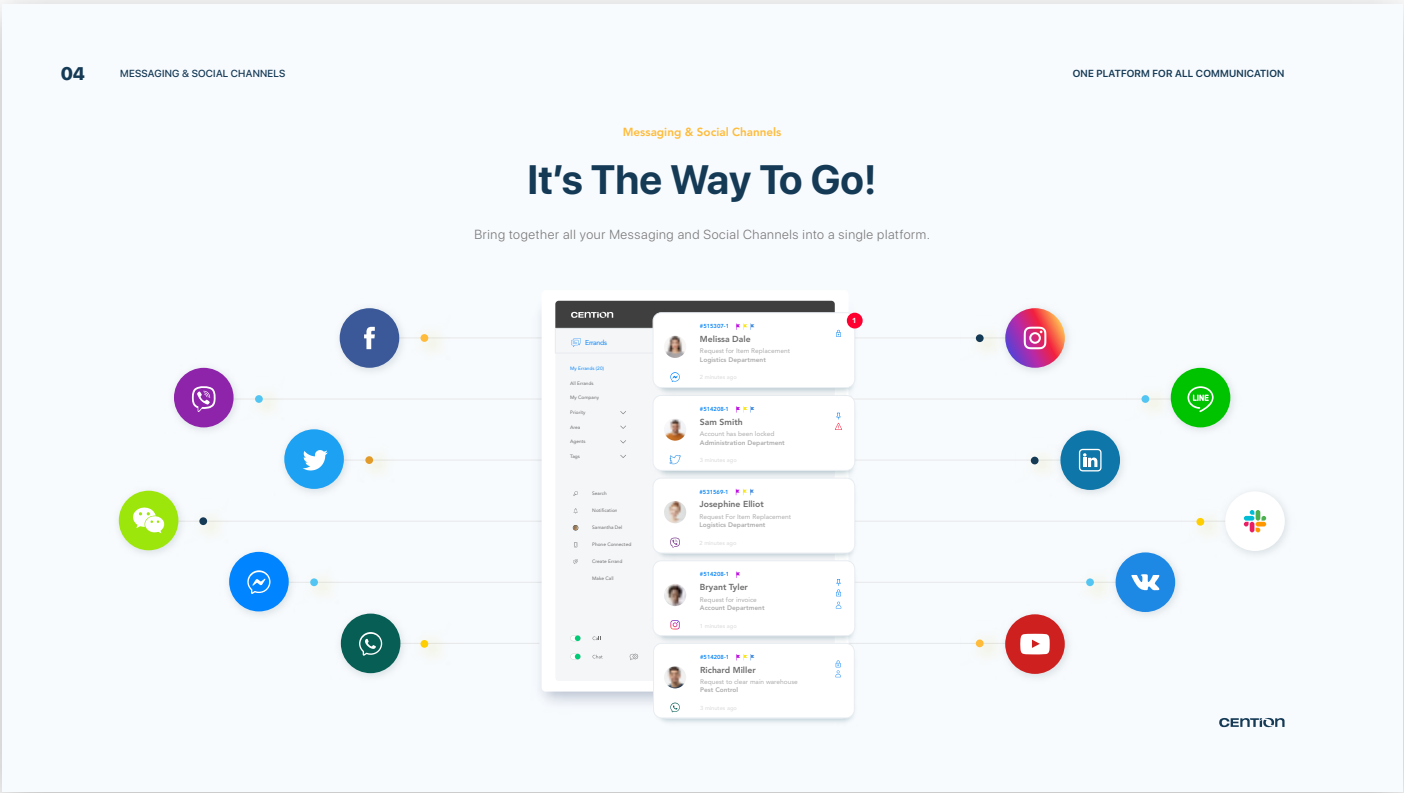 04
MESSAGING & SOCIAL CHANNELS
ONE PLATFORM FOR ALL COMMUNICATION
Messaging & Social Channels
It's The Way To Go!
Bring together all your Messaging and Social Channels into a single platform.
CENTION
Errands
My Errands (20)
All Errands
My Company
Priority
Area
Agents
Tags
Search
Notification
Samantha Del
Phone Connected
Create Errand
Make Call
Call
Chat
1
#515307-1
Melissa Dale
Request for Item Replacement
Logistics Department
2 minutes ago
#514208-1
Sam Smith
Account has been locked
Administration Department
3 minutes ago
#531569-1
Josephine Elliot
Request For Item Replacement
Logistics Department
2 minutes ago
#514208-1
Bryant Tyler
Request for invoice
Account Department
1 minutes ago
#514208-1
Richard Miller
Request to clear main warehouse
Pest Control
3 minutes ago
LINE
in
CENTION